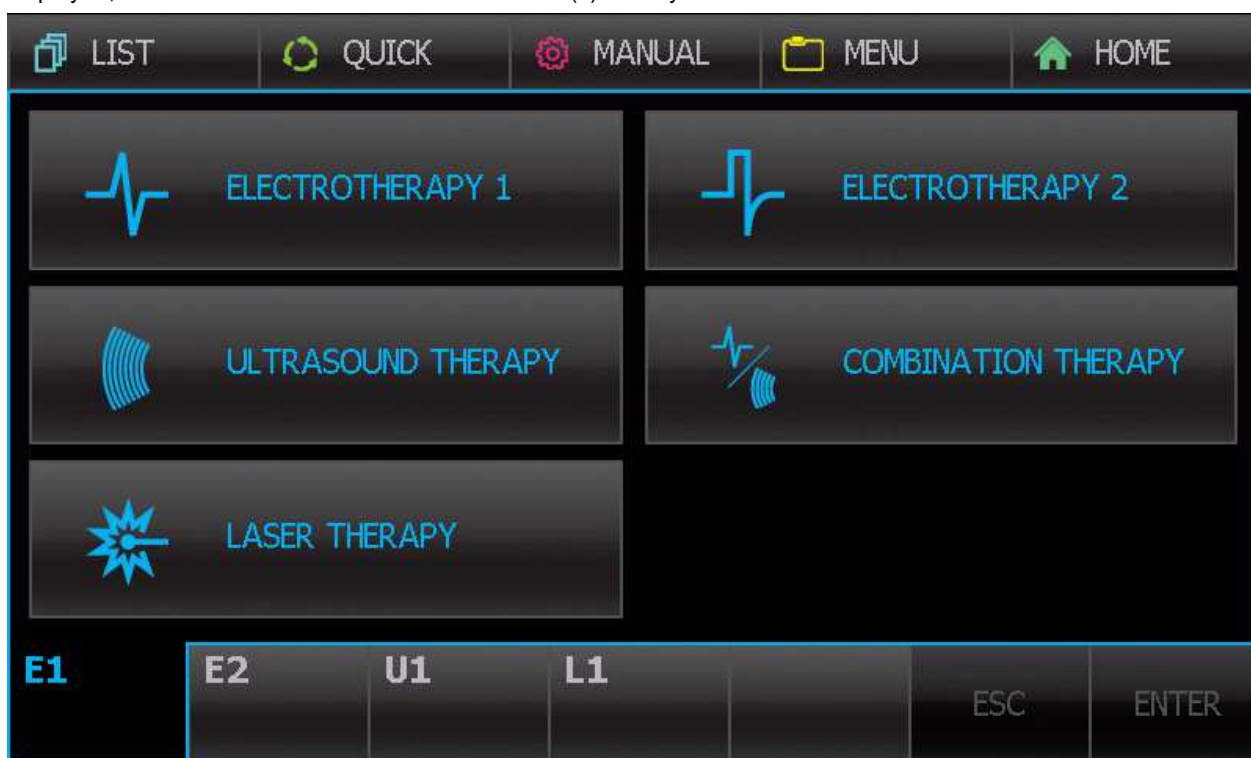 LIST QUICK MANUAL MENU HOME
ELECTROTHERAPY 1 ELECTROTHERAPY 2
ULTRASOUND THERAPY COMBINATION THERAPY
LASER THERAPY
E1 E2 U1 L1
ESC ENTER